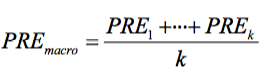 PRE_macro = (PRE_1 +···+ PRE_k) / k